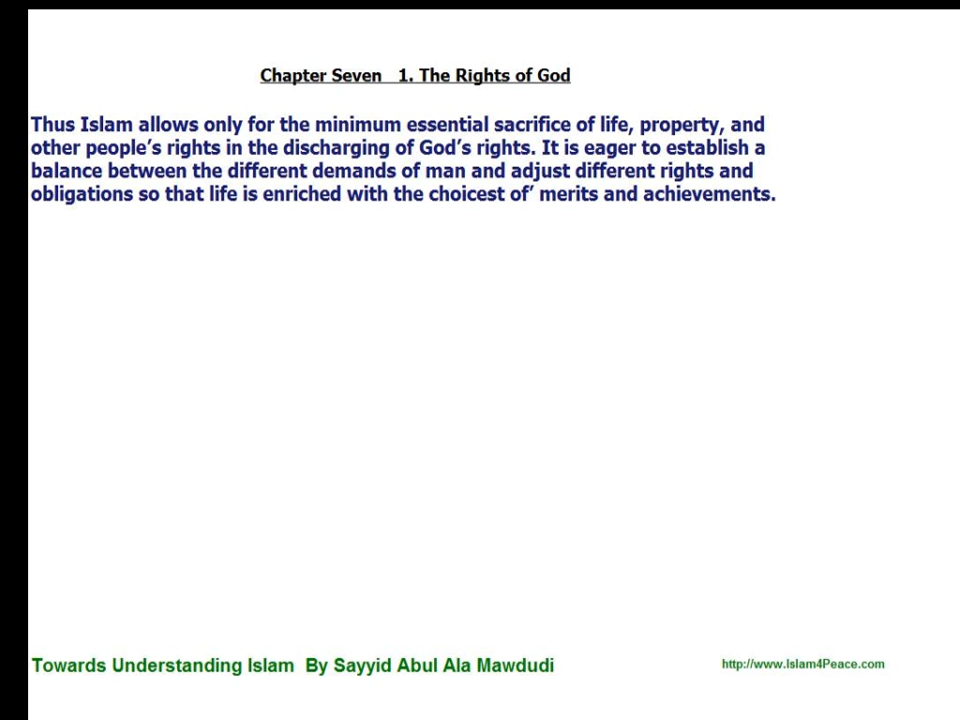 Chapter Seven   1. The Rights of God
Thus Islam allows only for the minimum essential sacrifice of life, property, and
other people’s rights in the discharging of God’s rights. It is eager to establish a
balance between the different demands of man and adjust different rights and
obligations so that life is enriched with the choicest of’ merits and achievements.
Towards Understanding Islam  By Sayyid Abul Ala Mawdudi
http://www.Islam4Peace.com